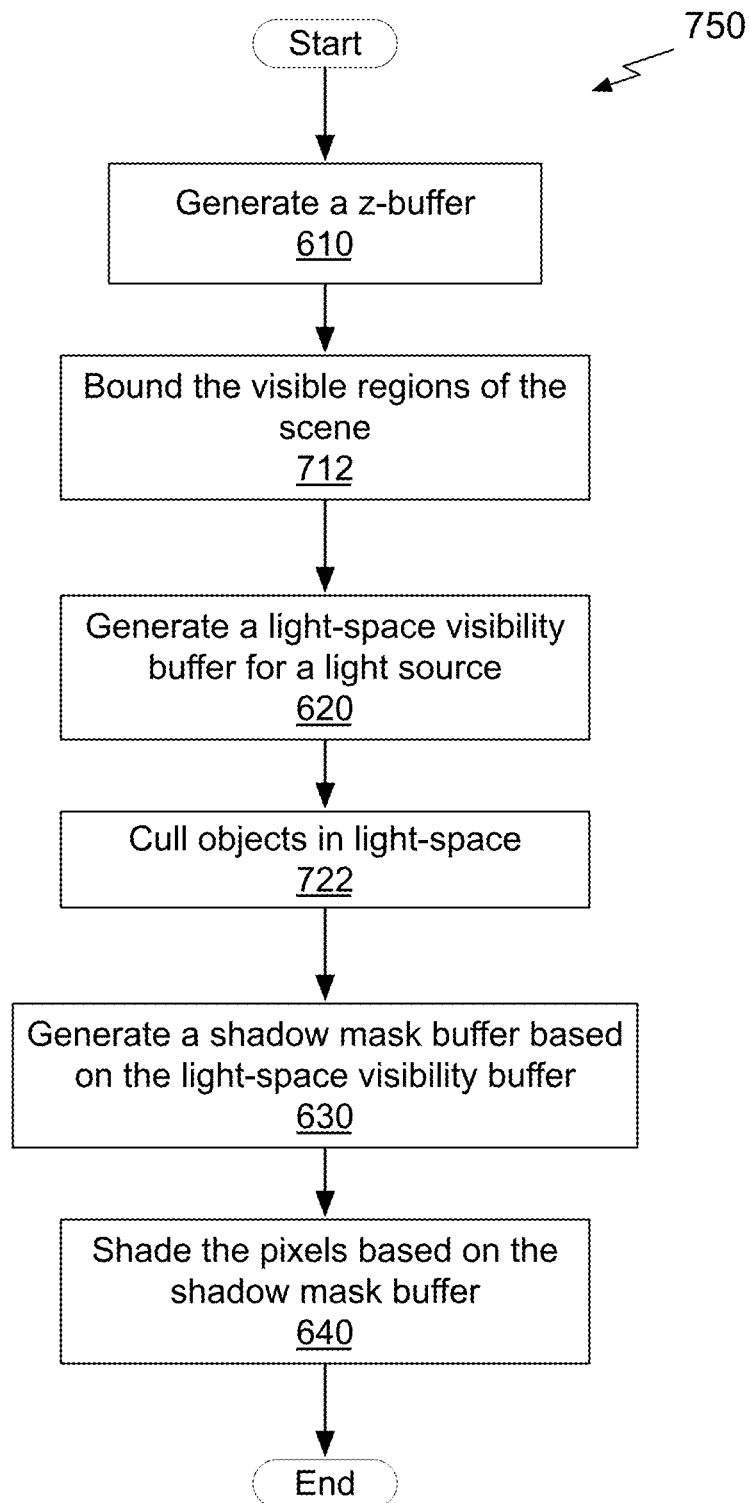 750
Start
Generate a z-buffer
610
Bound the visible regions of the
scene
712
Generate a light-space visibility
buffer for a light source
620
Cull objects in light-space
722
Generate a shadow mask buffer based
on the light-space visibility buffer
630
Shade the pixels based on the
shadow mask buffer
640
End